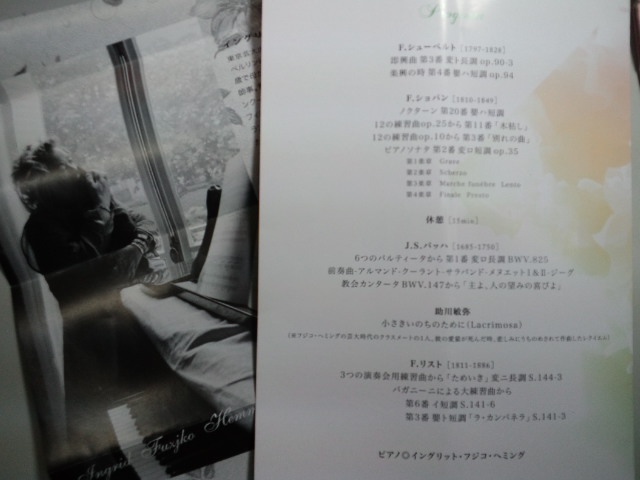 F.シューベルト [1797-1828]
即興曲 第3番 変ト長調 op.90-3
楽興の時 第4番 嬰ハ短調 op.94
F.ショパン [1810-1849]
ノクターン 第20番 嬰ハ短調
12の練習曲op.25から第11番「木枯し」
12の練習曲op.10から第3番「別れの曲」
ピアノソナタ 第2番 変ロ短調 op.35
第1楽章 Grave
第2楽章 Scherzo
第3楽章 Marche funèbre Lento
第4楽章 Finale Presto
休憩 [15min]
J.S.バッハ [1685-1750]
6つのパルティータから第1番 変ロ長調BWV.825
前奏曲・アルマンド・クーラント・サラバンド・メヌエットI&II・ジーグ
教会カンタータBWV.147から「主よ、人の望みの喜びよ」
助川敏弥
小さきいのちのために(Lacrimosa)
F.リスト [1811-1886]
3つの演奏会用練習曲から「ためいき」変ニ長調 S.144-3
パガニーニによる大練習曲から
第6番 イ短調 S.141-6
第3番 嬰ト短調「ラ・カンパネラ」S.141-3
ピアノ◎イングリット・フジコ・ヘミング
Ingrid Fuzjko Hemm